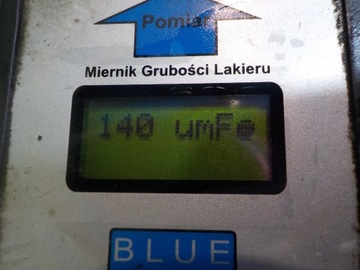 Pomiar
Miernik Grubości Lakieru
140 umFe
BLUE